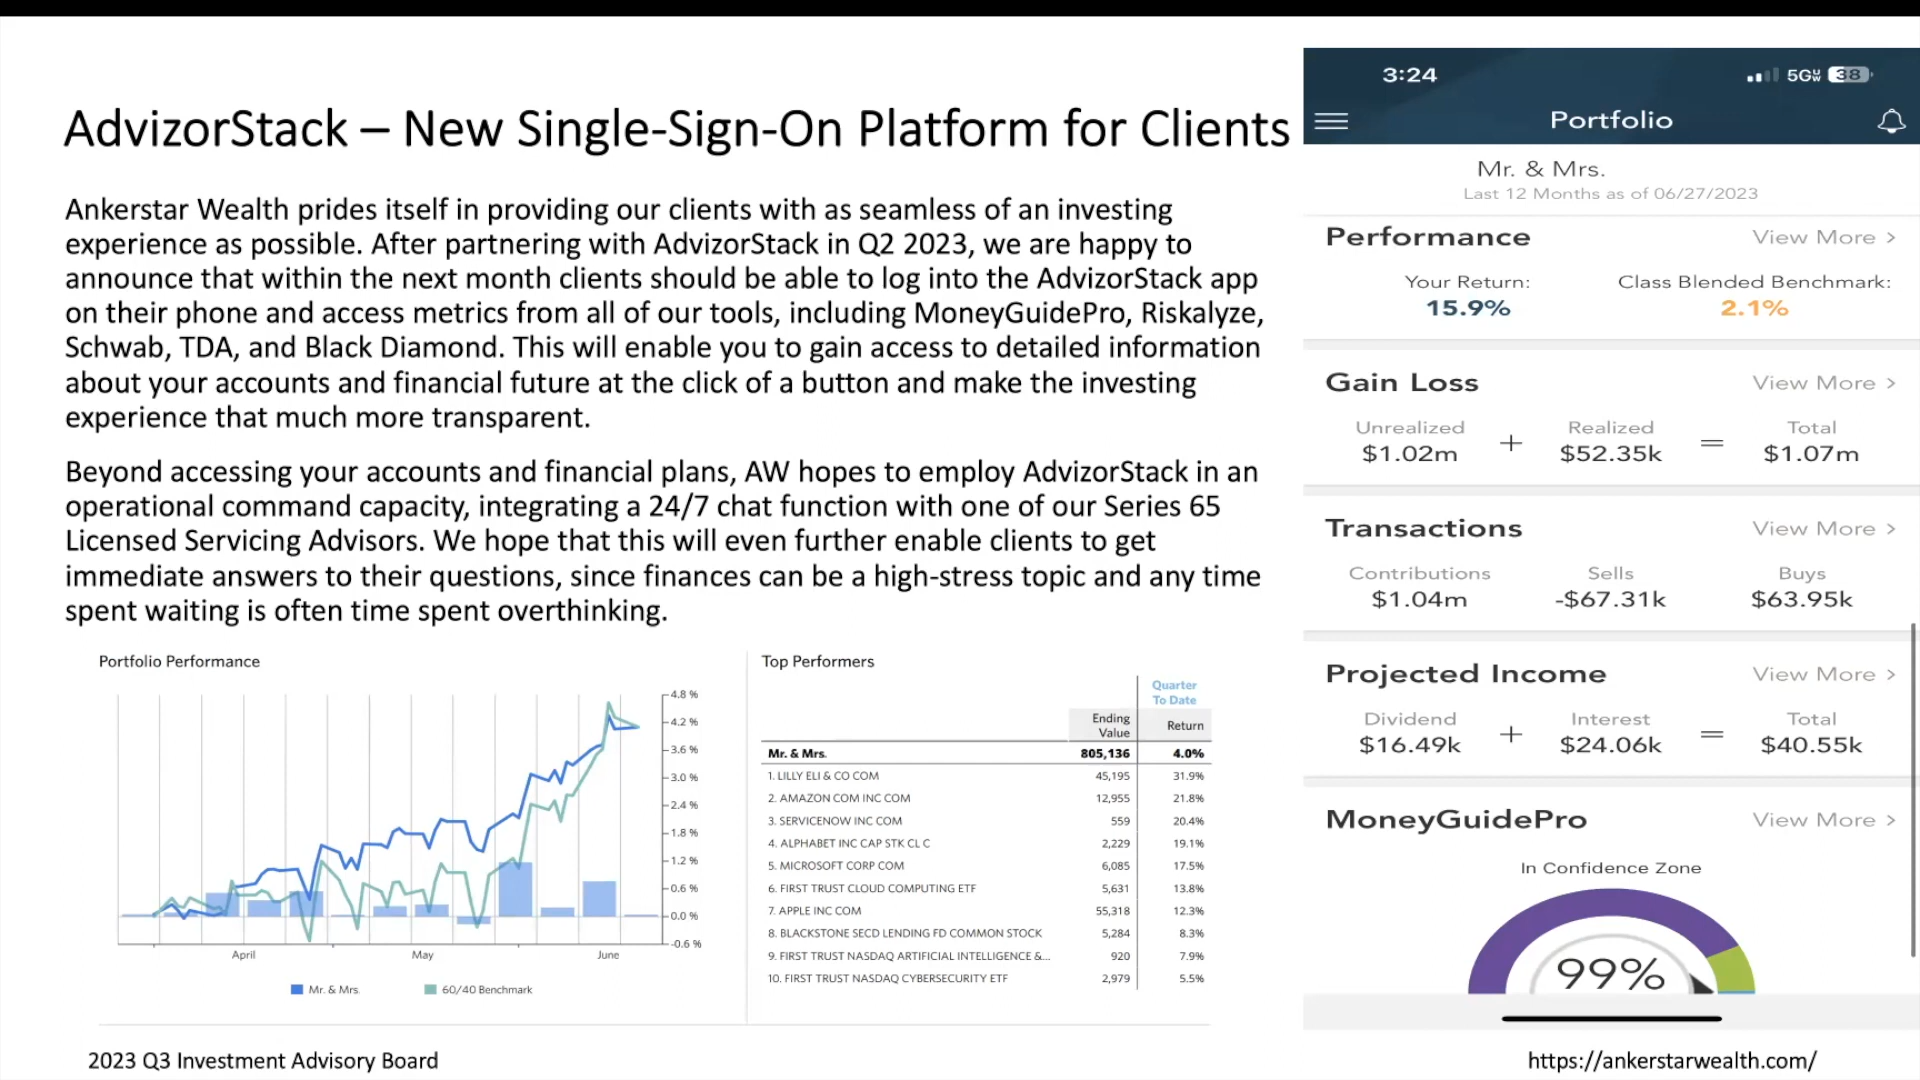 AdvizorStack – New Single-Sign-On Platform for Clients
Ankerstar Wealth prides itself in providing our clients with as seamless of an investing
experience as possible. After partnering with AdvizorStack in Q2 2023, we are happy to
announce that within the next month clients should be able to log into the AdvizorStack app
on their phone and access metrics from all of our tools, including MoneyGuidePro, Riskalyze,
Schwab, TDA, and Black Diamond. This will enable you to gain access to detailed information
about your accounts and financial future at the click of a button and make the investing
experience that much more transparent.
Beyond accessing your accounts and financial plans, AW hopes to employ AdvizorStack in an
operational command capacity, integrating a 24/7 chat function with one of our Series 65
Licensed Servicing Advisors. We hope that this will even further enable clients to get
immediate answers to their questions, since finances can be a high-stress topic and any time
spent waiting is often time spent overthinking.
Portfolio Performance
4.8 %
4.2 %
3.6 %
3.0 %
2.4 %
1.8 %
1.2 %
0.6 %
0.0 %
-0.6 %
April May June
Mr. & Mrs. 60/40 Benchmark
Top Performers
Quarter
To Date
Ending
Value
Return
Mr. & Mrs. 805,136 4.0%
1. LILLY ELI & CO COM 45,195 31.9%
2. AMAZON COM INC COM 12,955 21.8%
3. SERVICENOW INC COM 559 20.4%
4. ALPHABET INC CAP STK CL C 2,229 19.1%
5. MICROSOFT CORP COM 6,085 17.5%
6. FIRST TRUST CLOUD COMPUTING ETF 5,631 13.8%
7. APPLE INC COM 55,318 12.3%
8. BLACKSTONE SECD LENDING FD COMMON STOCK 5,284 8.3%
9. FIRST TRUST NASDAQ ARTIFICIAL INTELLIGENCE &... 920 7.9%
10. FIRST TRUST NASDAQ CYBERSECURITY ETF 2,979 5.5%
3:24 5G UW 38
Portfolio
Mr. & Mrs.
Last 12 Months as of 06/27/2023
Performance View More >
Your Return: Class Blended Benchmark:
15.9% 2.1%
Gain Loss View More >
Unrealized Realized Total
$1.02m + $52.35k = $1.07m
Transactions View More >
Contributions Sells Buys
$1.04m -$67.31k $63.95k
Projected Income View More >
Dividend Interest Total
$16.49k + $24.06k = $40.55k
MoneyGuidePro View More >
In Confidence Zone
99%
2023 Q3 Investment Advisory Board
https://ankerstarwealth.com/